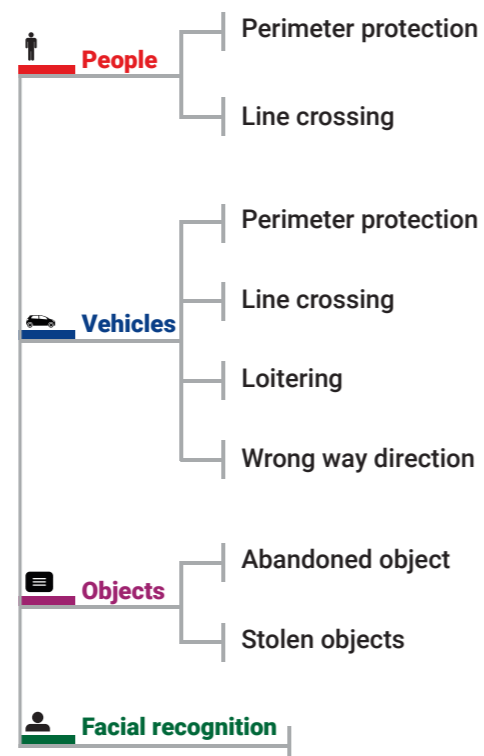 People
Perimeter protection
Line crossing
Vehicles
Perimeter protection
Line crossing
Loitering
Wrong way direction
Objects
Abandoned object
Stolen objects
Facial recognition